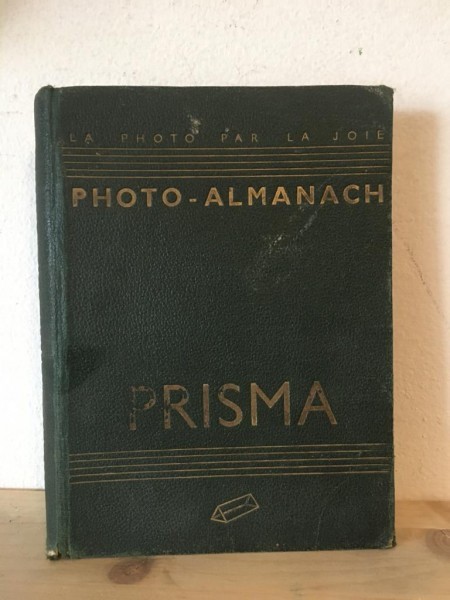 LA PHOTO PAR LA JOIE
PHOTO-ALMANACH
PRISMA